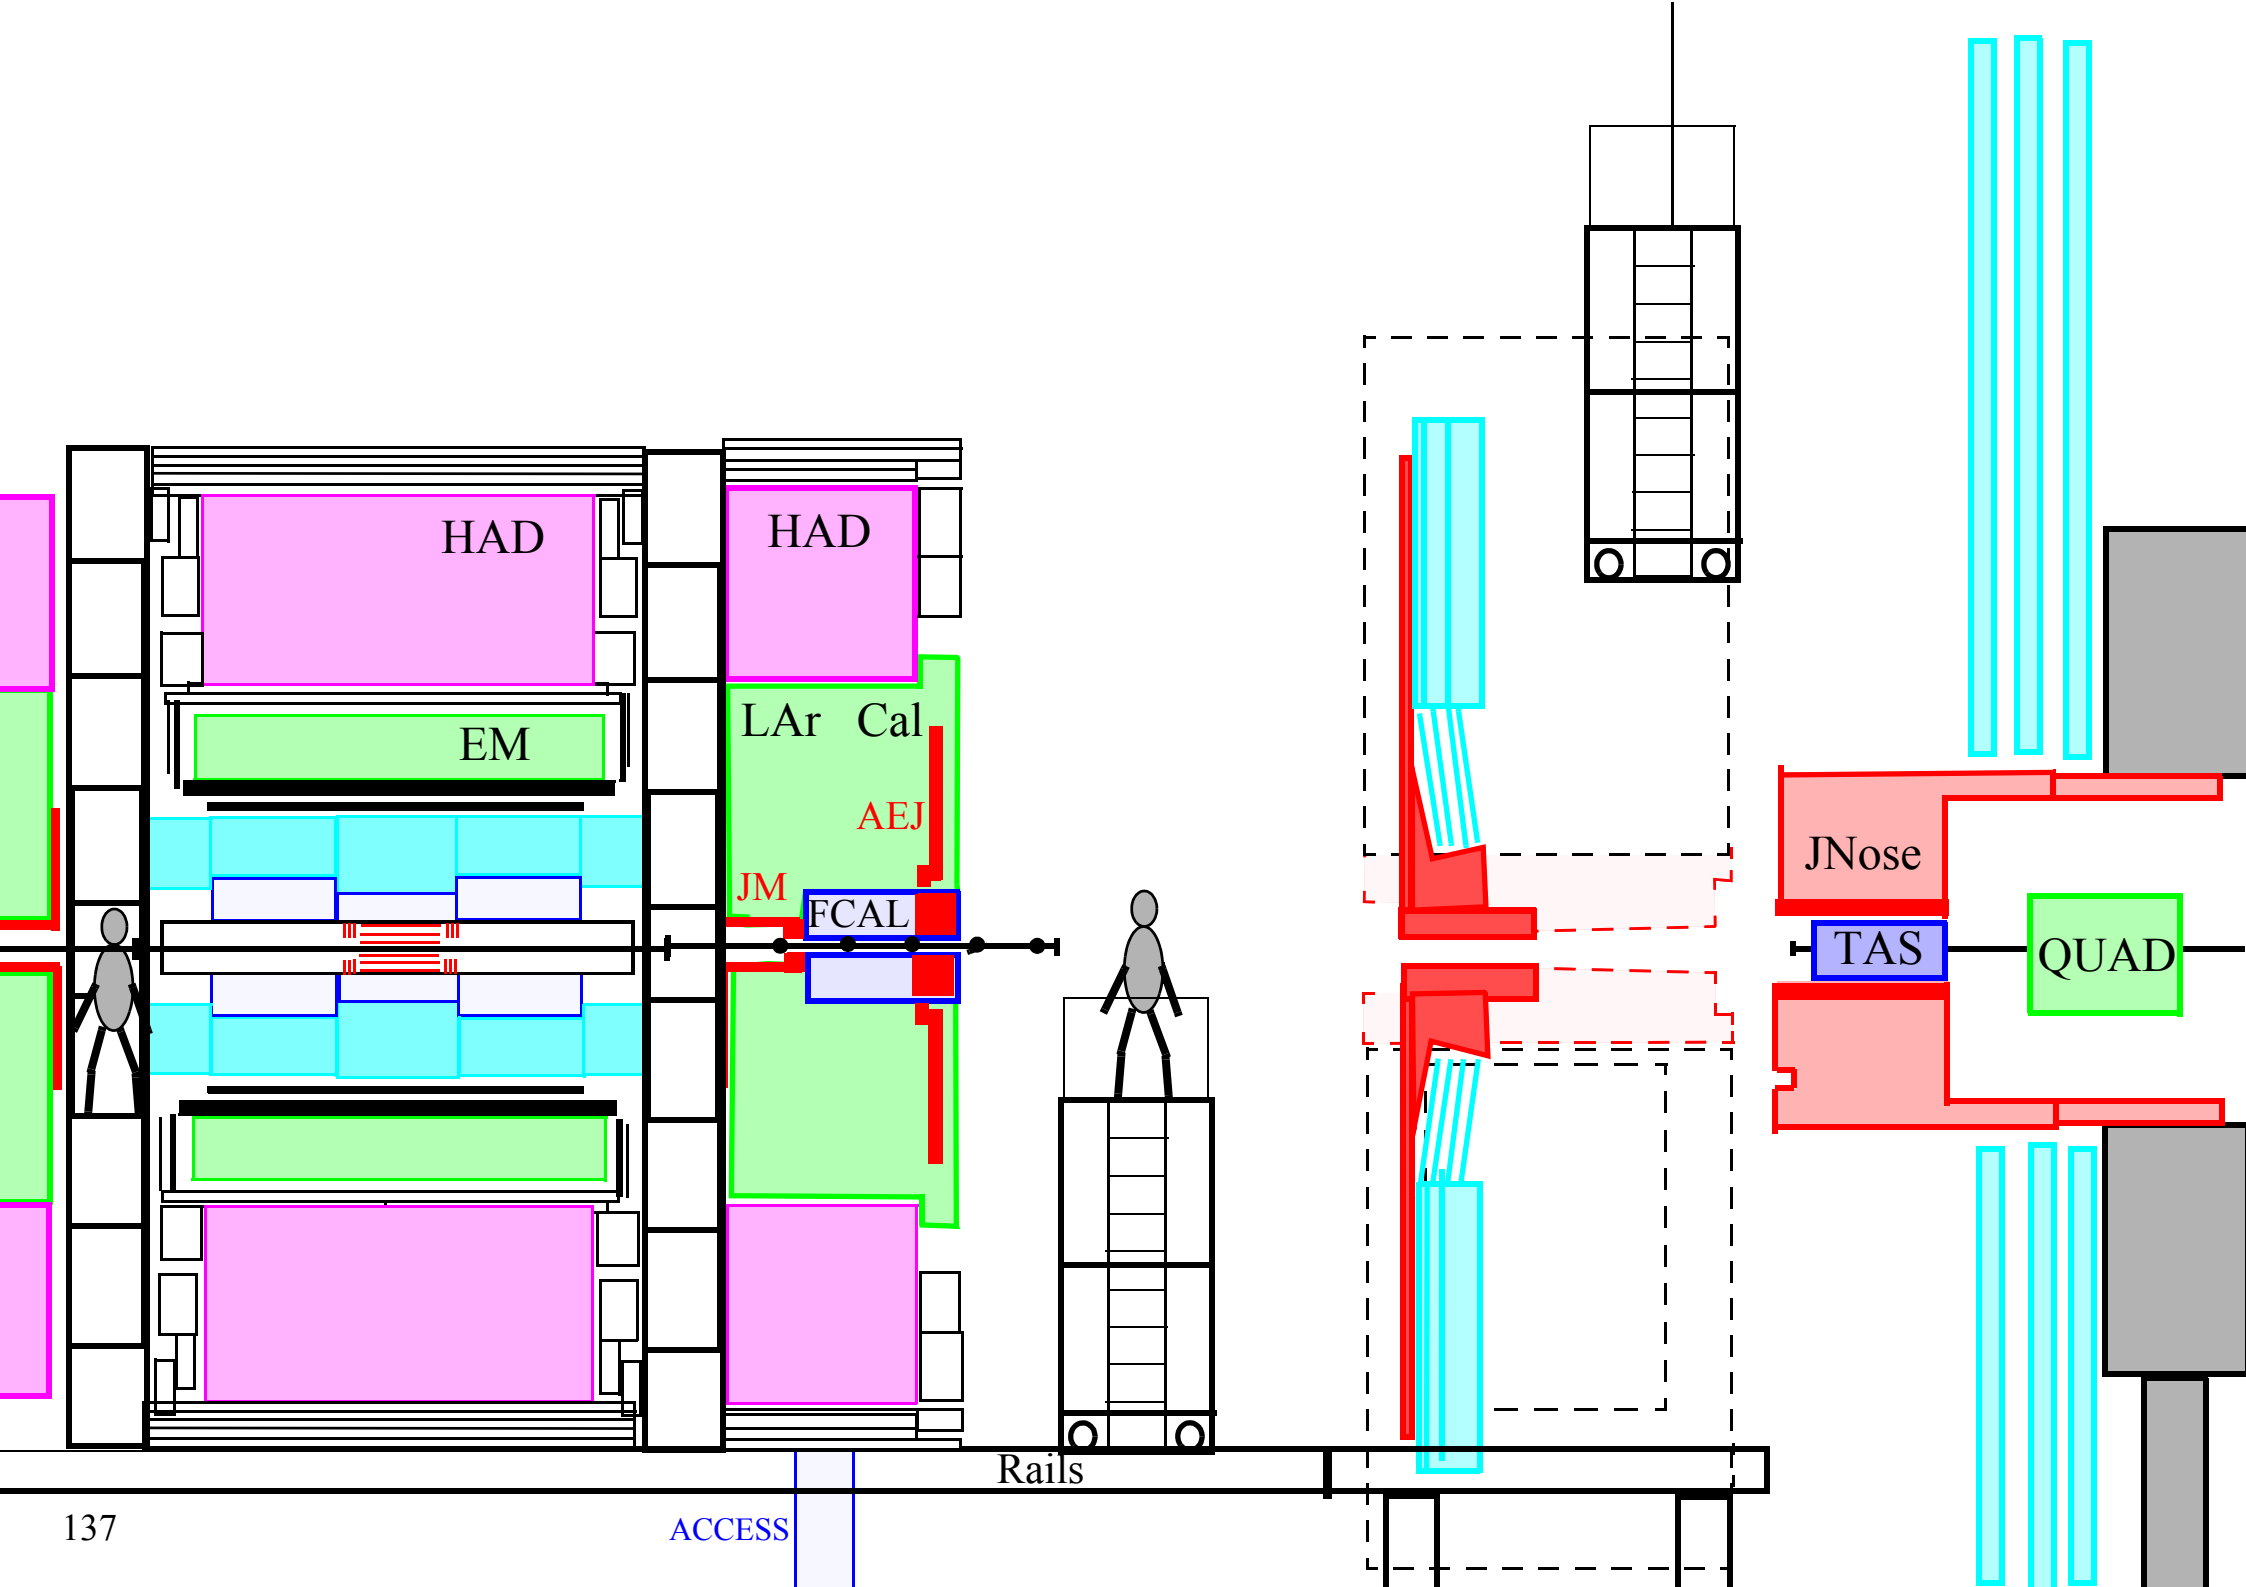 HAD
HAD
EM
LAr Cal
AEJ
JM
FCAL
JNose
TAS
QUAD
Rails
137
ACCESS